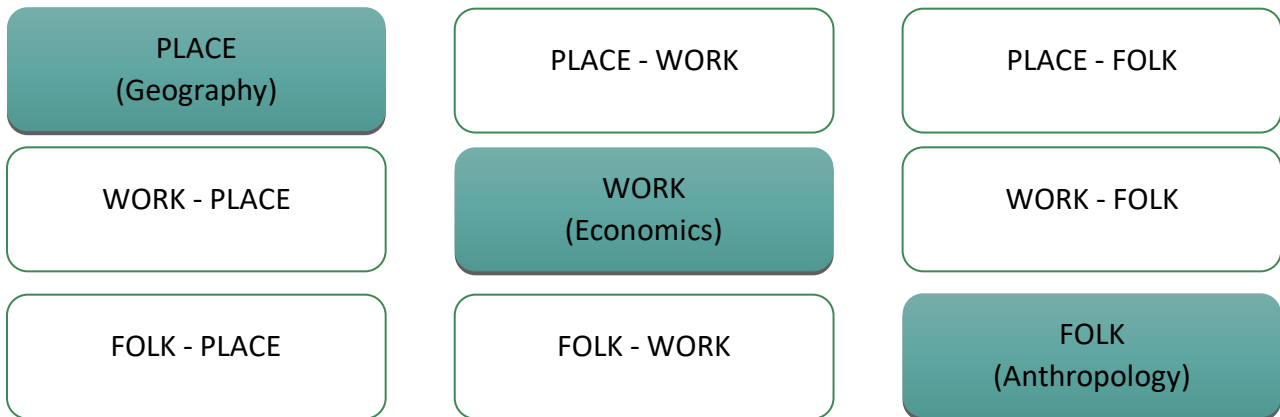 PLACE
(Geography)
PLACE - WORK
PLACE - FOLK
WORK - PLACE
WORK
(Economics)
WORK - FOLK
FOLK - PLACE
FOLK - WORK
FOLK
(Anthropology)